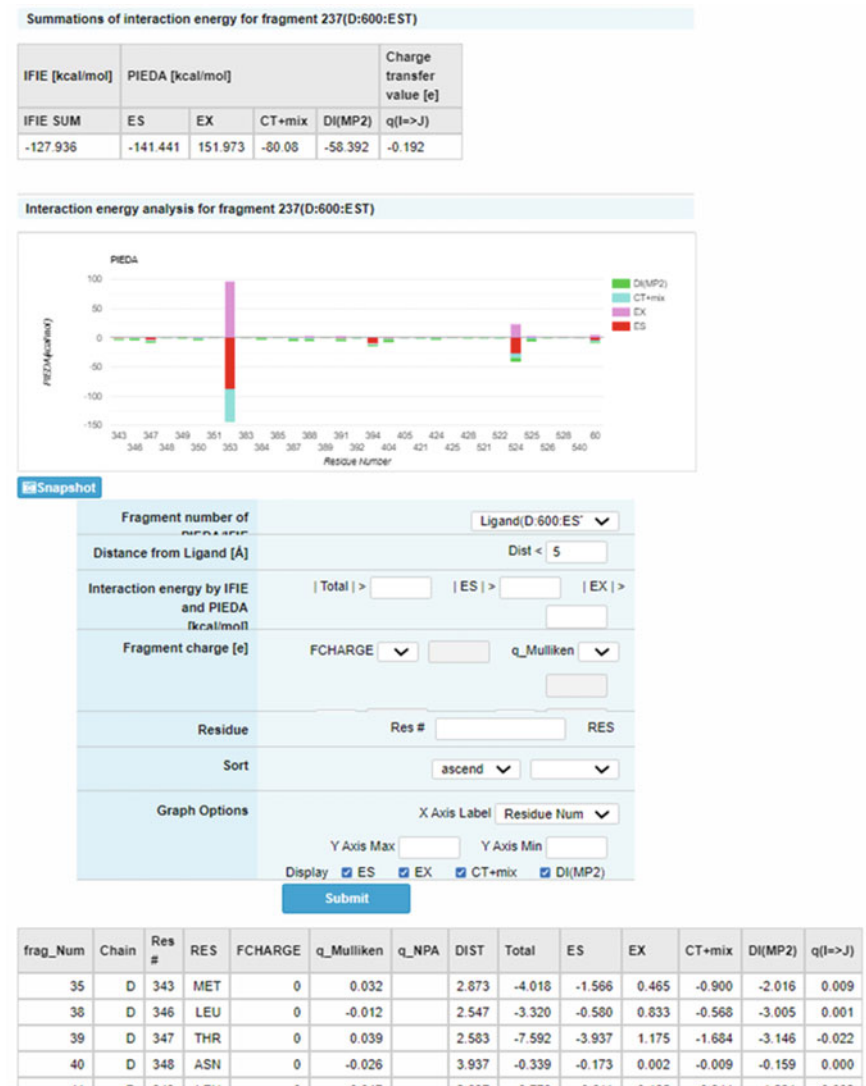 Summations of interaction energy for fragment 237(D:600:EST)
IFIE [kcal/mol] PIEDA [kcal/mol] Charge transfer value [e]
IFIE SUM ES EX CT+mix DI(MP2) q(I=>J)
-127.936 -141.441 151.973 -80.08 -58.392 -0.192
Interaction energy analysis for fragment 237(D:600:EST)
PIEDA
100
50
0
-50
-100
-150
PIEDA(kcal/mol)
DI(MP2)
CT+mix
EX
ES
343 347 349 351 383 385 388 391 394 405 424 428 522 525 528 60
346 348 350 353 384 387 389 392 404 421 425 521 524 526 540
Residue Number
Snapshot
Fragment number of
PIEDA/IFIE
Ligand(D:600:EST
Distance from Ligand [Å] Dist < 5
Interaction energy by IFIE and PIEDA [kcal/mol] | Total | > | ES | > | EX | >
Fragment charge [e] FCHARGE q_Mulliken
Residue Res # RES
Sort ascend
Graph Options X Axis Label Residue Num
Y Axis Max Y Axis Min
Display ES EX CT+mix DI(MP2)
Submit
frag_Num Chain Res # RES FCHARGE q_Mulliken q_NPA DIST Total ES EX CT+mix DI(MP2) q(I=>J)
35 D 343 MET 0 0.032 2.873 -4.018 -1.566 0.465 -0.900 -2.016 0.009
38 D 346 LEU 0 -0.012 2.547 -3.320 -0.580 0.833 -0.568 -3.005 0.001
39 D 347 THR 0 0.039 2.583 -7.592 -3.937 1.175 -1.684 -3.146 -0.022
40 D 348 ASN 0 -0.026 3.937 -0.339 -0.173 0.002 -0.009 -0.159 0.000